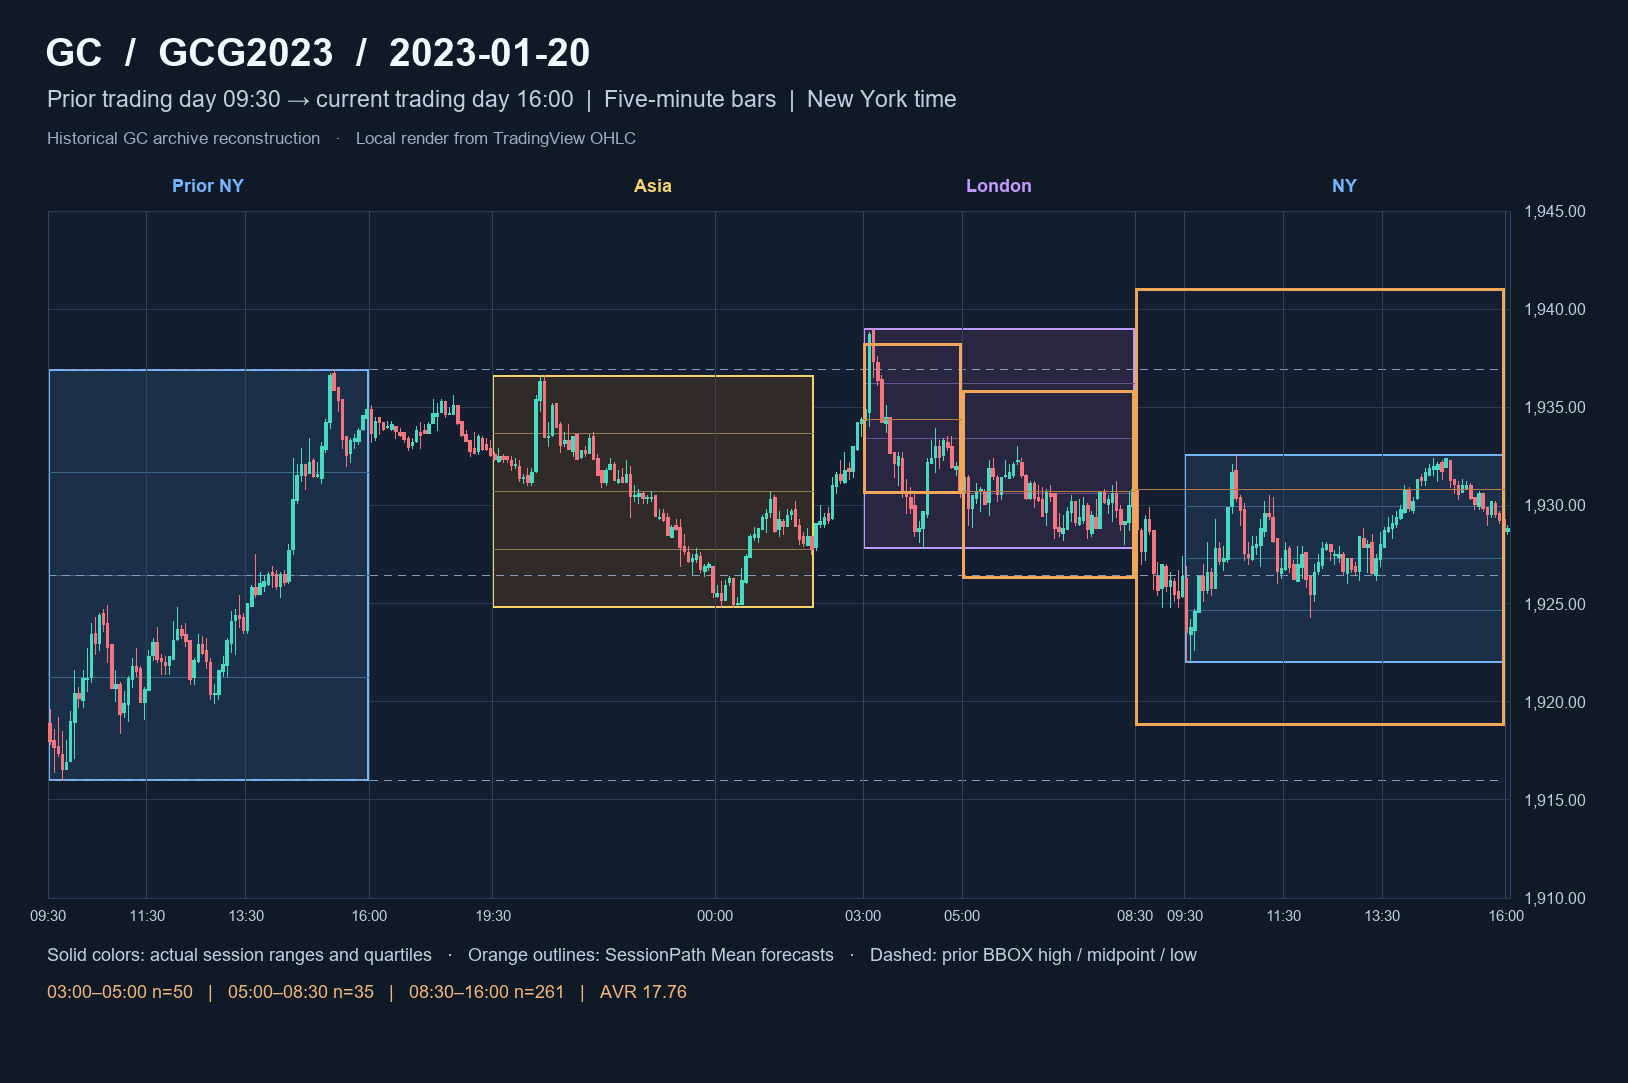 GC / GCG2023 / 2023-01-20
Prior trading day 09:30 → current trading day 16:00 | Five-minute bars | New York time
Historical GC archive reconstruction · Local render from TradingView OHLC
Prior NY Asia London NY
1,945.00
1,940.00
1,935.00
1,930.00
1,925.00
1,920.00
1,915.00
1,910.00
09:30 11:30 13:30 16:00 19:30 00:00 03:00 05:00 08:30 09:30 11:30 13:30 16:00
Solid colors: actual session ranges and quartiles · Orange outlines: SessionPath Mean forecasts · Dashed: prior BBOX high / midpoint / low
03:00–05:00 n=50 | 05:00–08:30 n=35 | 08:30–16:00 n=261 | AVR 17.76